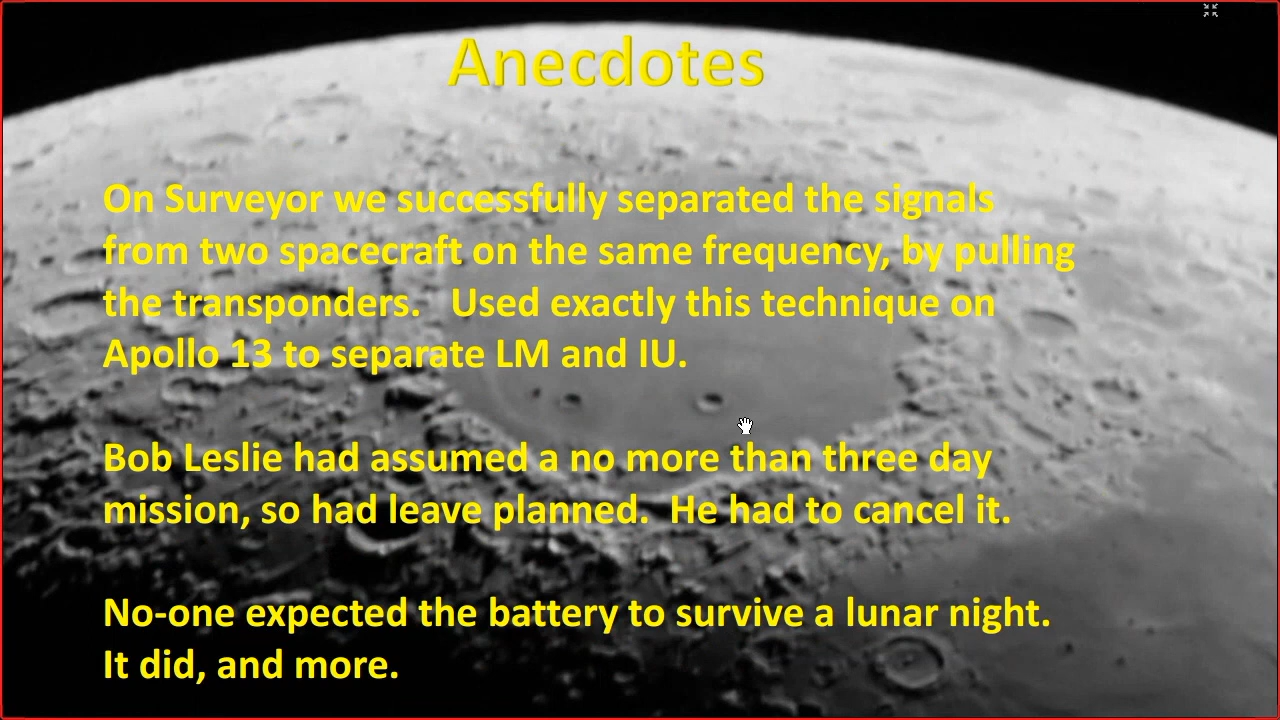 Anecdotes
On Surveyor we successfully separated the signals
from two spacecraft on the same frequency, by pulling
the transponders.   Used exactly this technique on
Apollo 13 to separate LM and IU.
Bob Leslie had assumed a no more than three day
mission, so had leave planned.  He had to cancel it.
No-one expected the battery to survive a lunar night.
It did, and more.